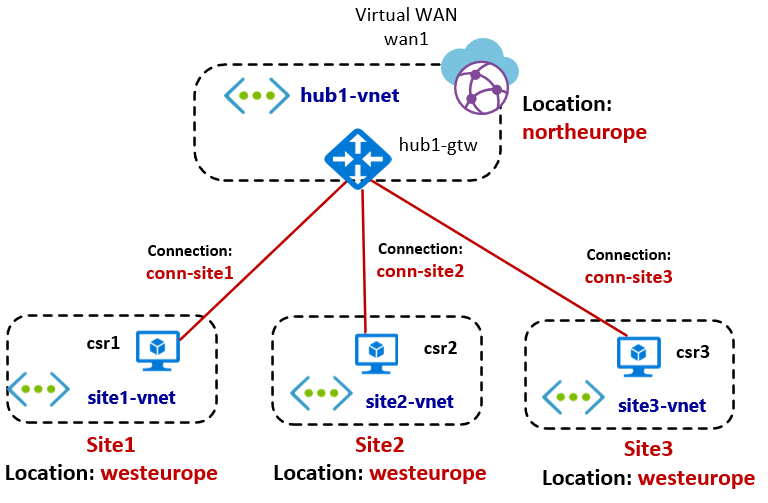 Virtual WAN
wan1
hub1-vnet
Location:
northeurope
hub1-gtw
Connection:
conn-site1
Connection:
conn-site2
Connection:
conn-site3
csr1
site1-vnet
csr2
site2-vnet
csr3
site3-vnet
Site1
Location: westeurope
Site2
Location: westeurope
Site3
Location: westeurope